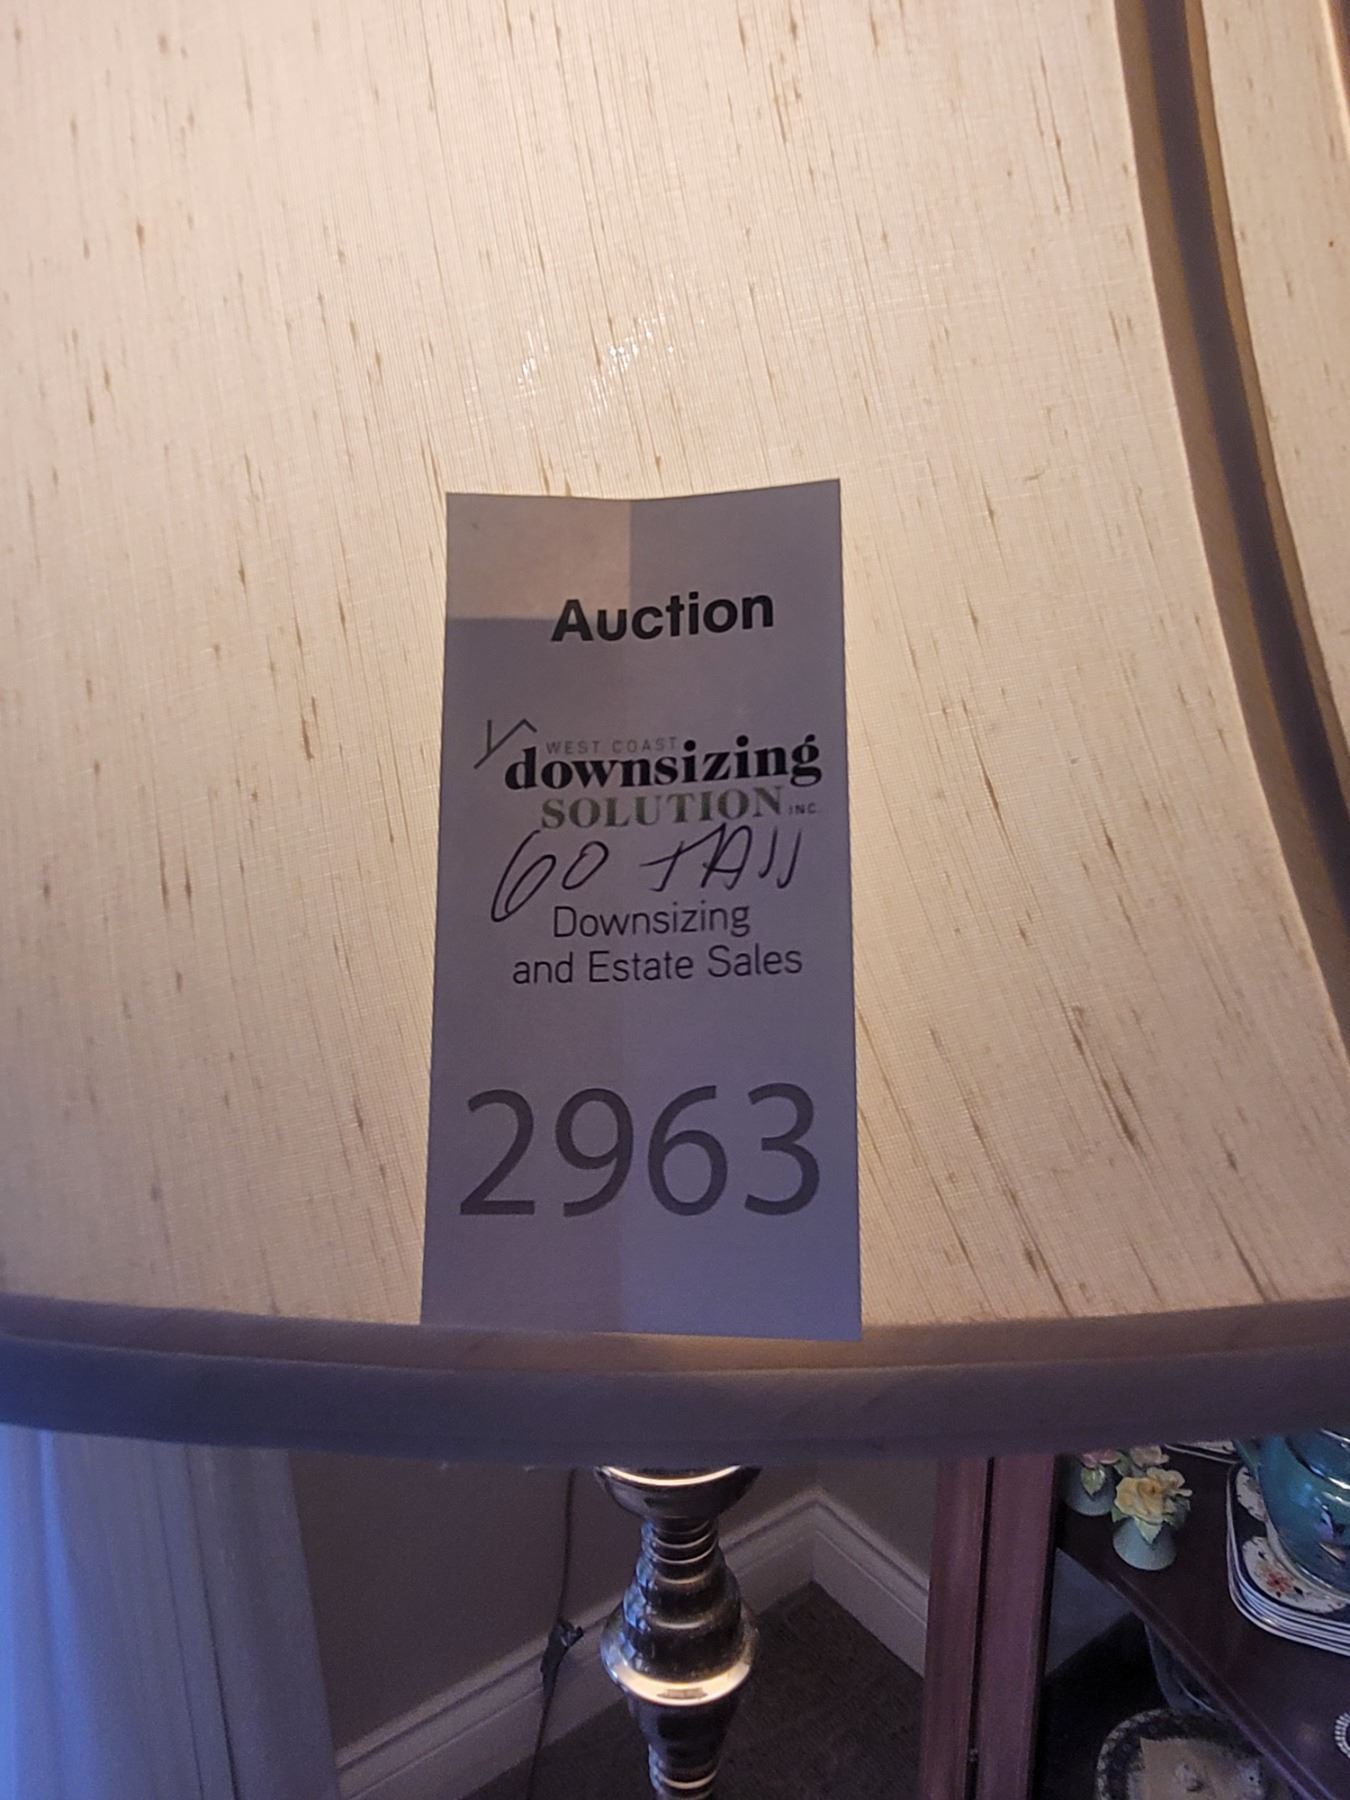 Auction
WEST COAST
downsizing
SOLUTION INC.
60 TAll
Downsizing
and Estate Sales
2963